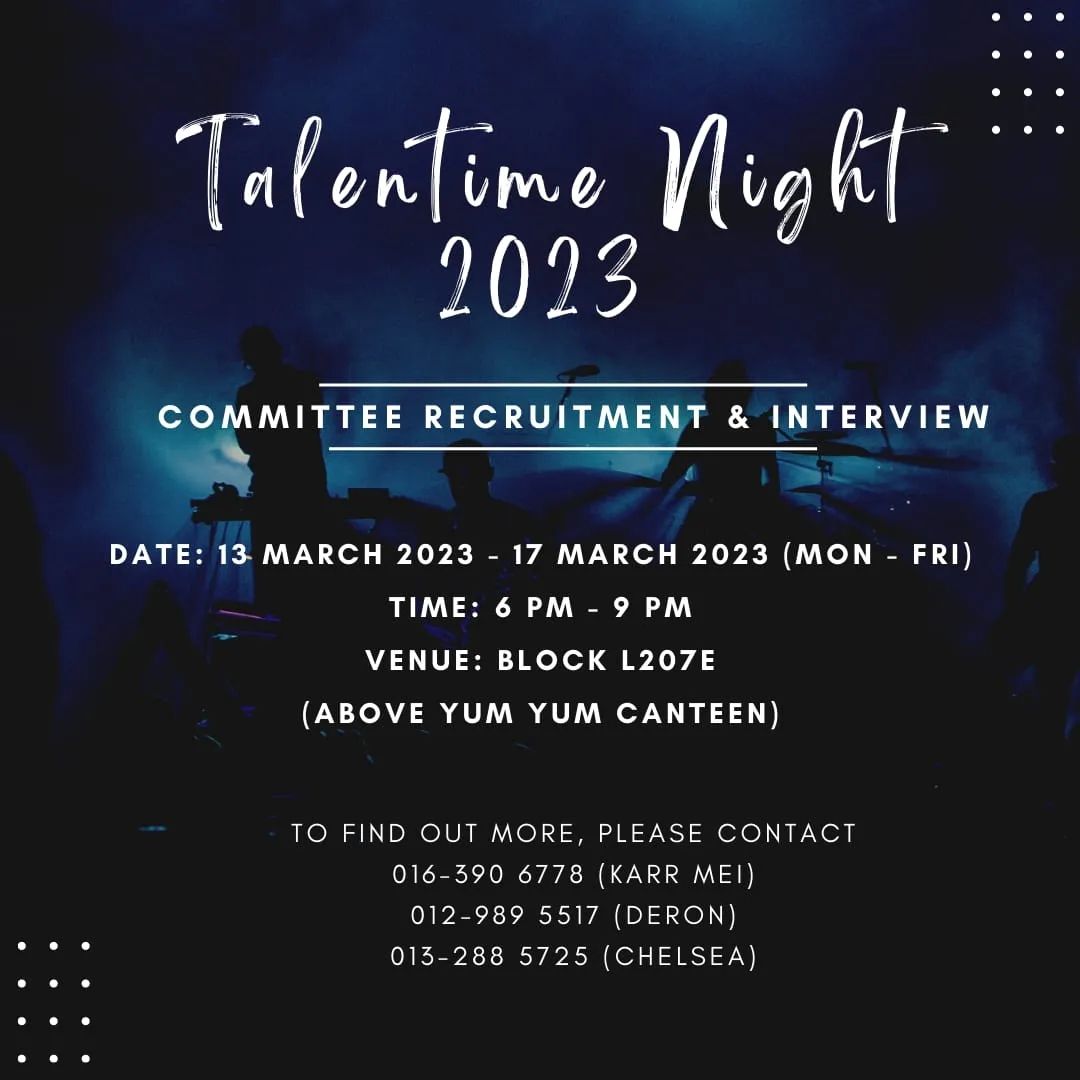 Talentime Night
2023
COMMITTEE RECRUITMENT & INTERVIEW
DATE: 13 MARCH 2023 - 17 MARCH 2023 (MON - FRI)
TIME: 6 PM - 9 PM
VENUE: BLOCK L207E
(ABOVE YUM YUM CANTEEN)
TO FIND OUT MORE, PLEASE CONTACT
016-390 6778 (KARR MEI)
012-989 5517 (DERON)
013-288 5725 (CHELSEA)